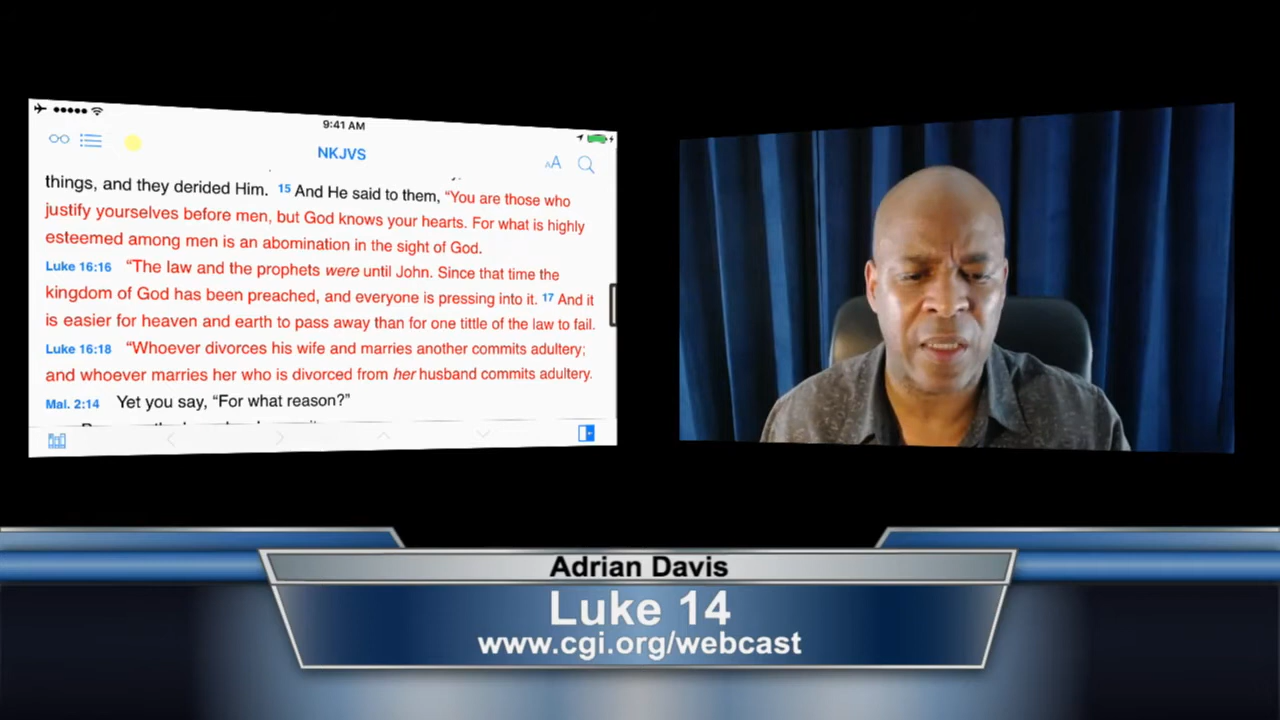 9:41 AM
NKJVS
AA
things, and they derided Him. 15 And He said to them, “You are those who
justify yourselves before men, but God knows your hearts. For what is highly
esteemed among men is an abomination in the sight of God.
Luke 16:16 “The law and the prophets were until John. Since that time the
kingdom of God has been preached, and everyone is pressing into it. 17 And it
is easier for heaven and earth to pass away than for one tittle of the law to fail.
Luke 16:18 “Whoever divorces his wife and marries another commits adultery;
and whoever marries her who is divorced from her husband commits adultery.
Mal. 2:14 Yet you say, “For what reason?”
Adrian Davis
Luke 14
www.cgi.org/webcast